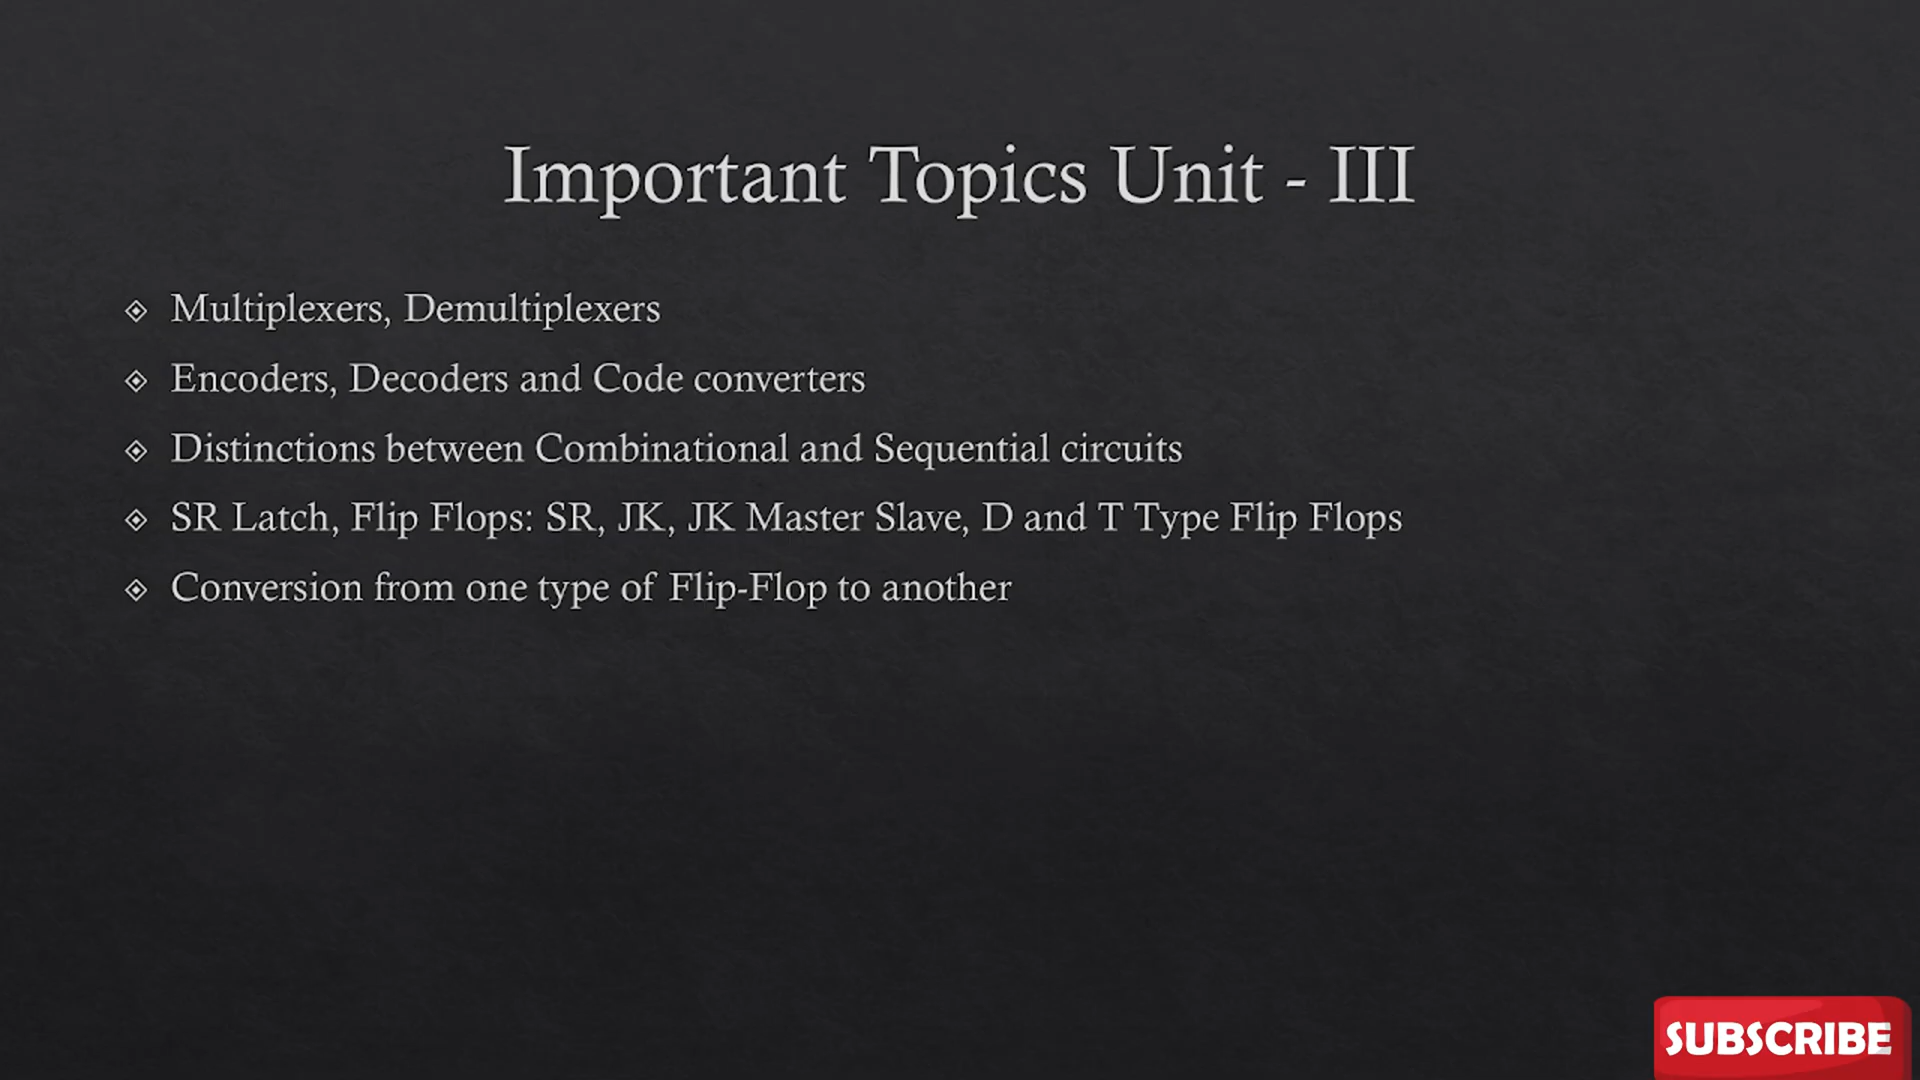 Important Topics Unit - III
Multiplexers, Demultiplexers
Encoders, Decoders and Code converters
Distinctions between Combinational and Sequential circuits
SR Latch, Flip Flops: SR, JK, JK Master Slave, D and T Type Flip Flops
Conversion from one type of Flip-Flop to another
SUBSCRIBE